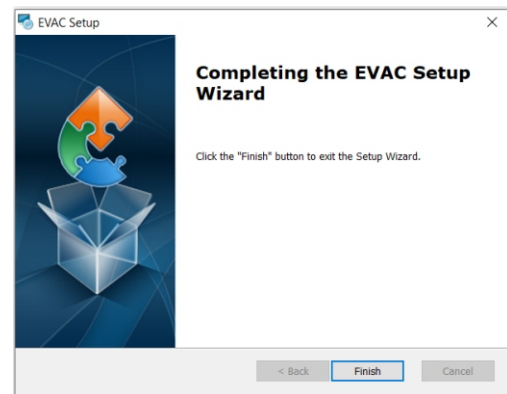 EVAC Setup
Completing the EVAC Setup
Wizard
Click the "Finish" button to exit the Setup Wizard.
< Back
Finish
Cancel